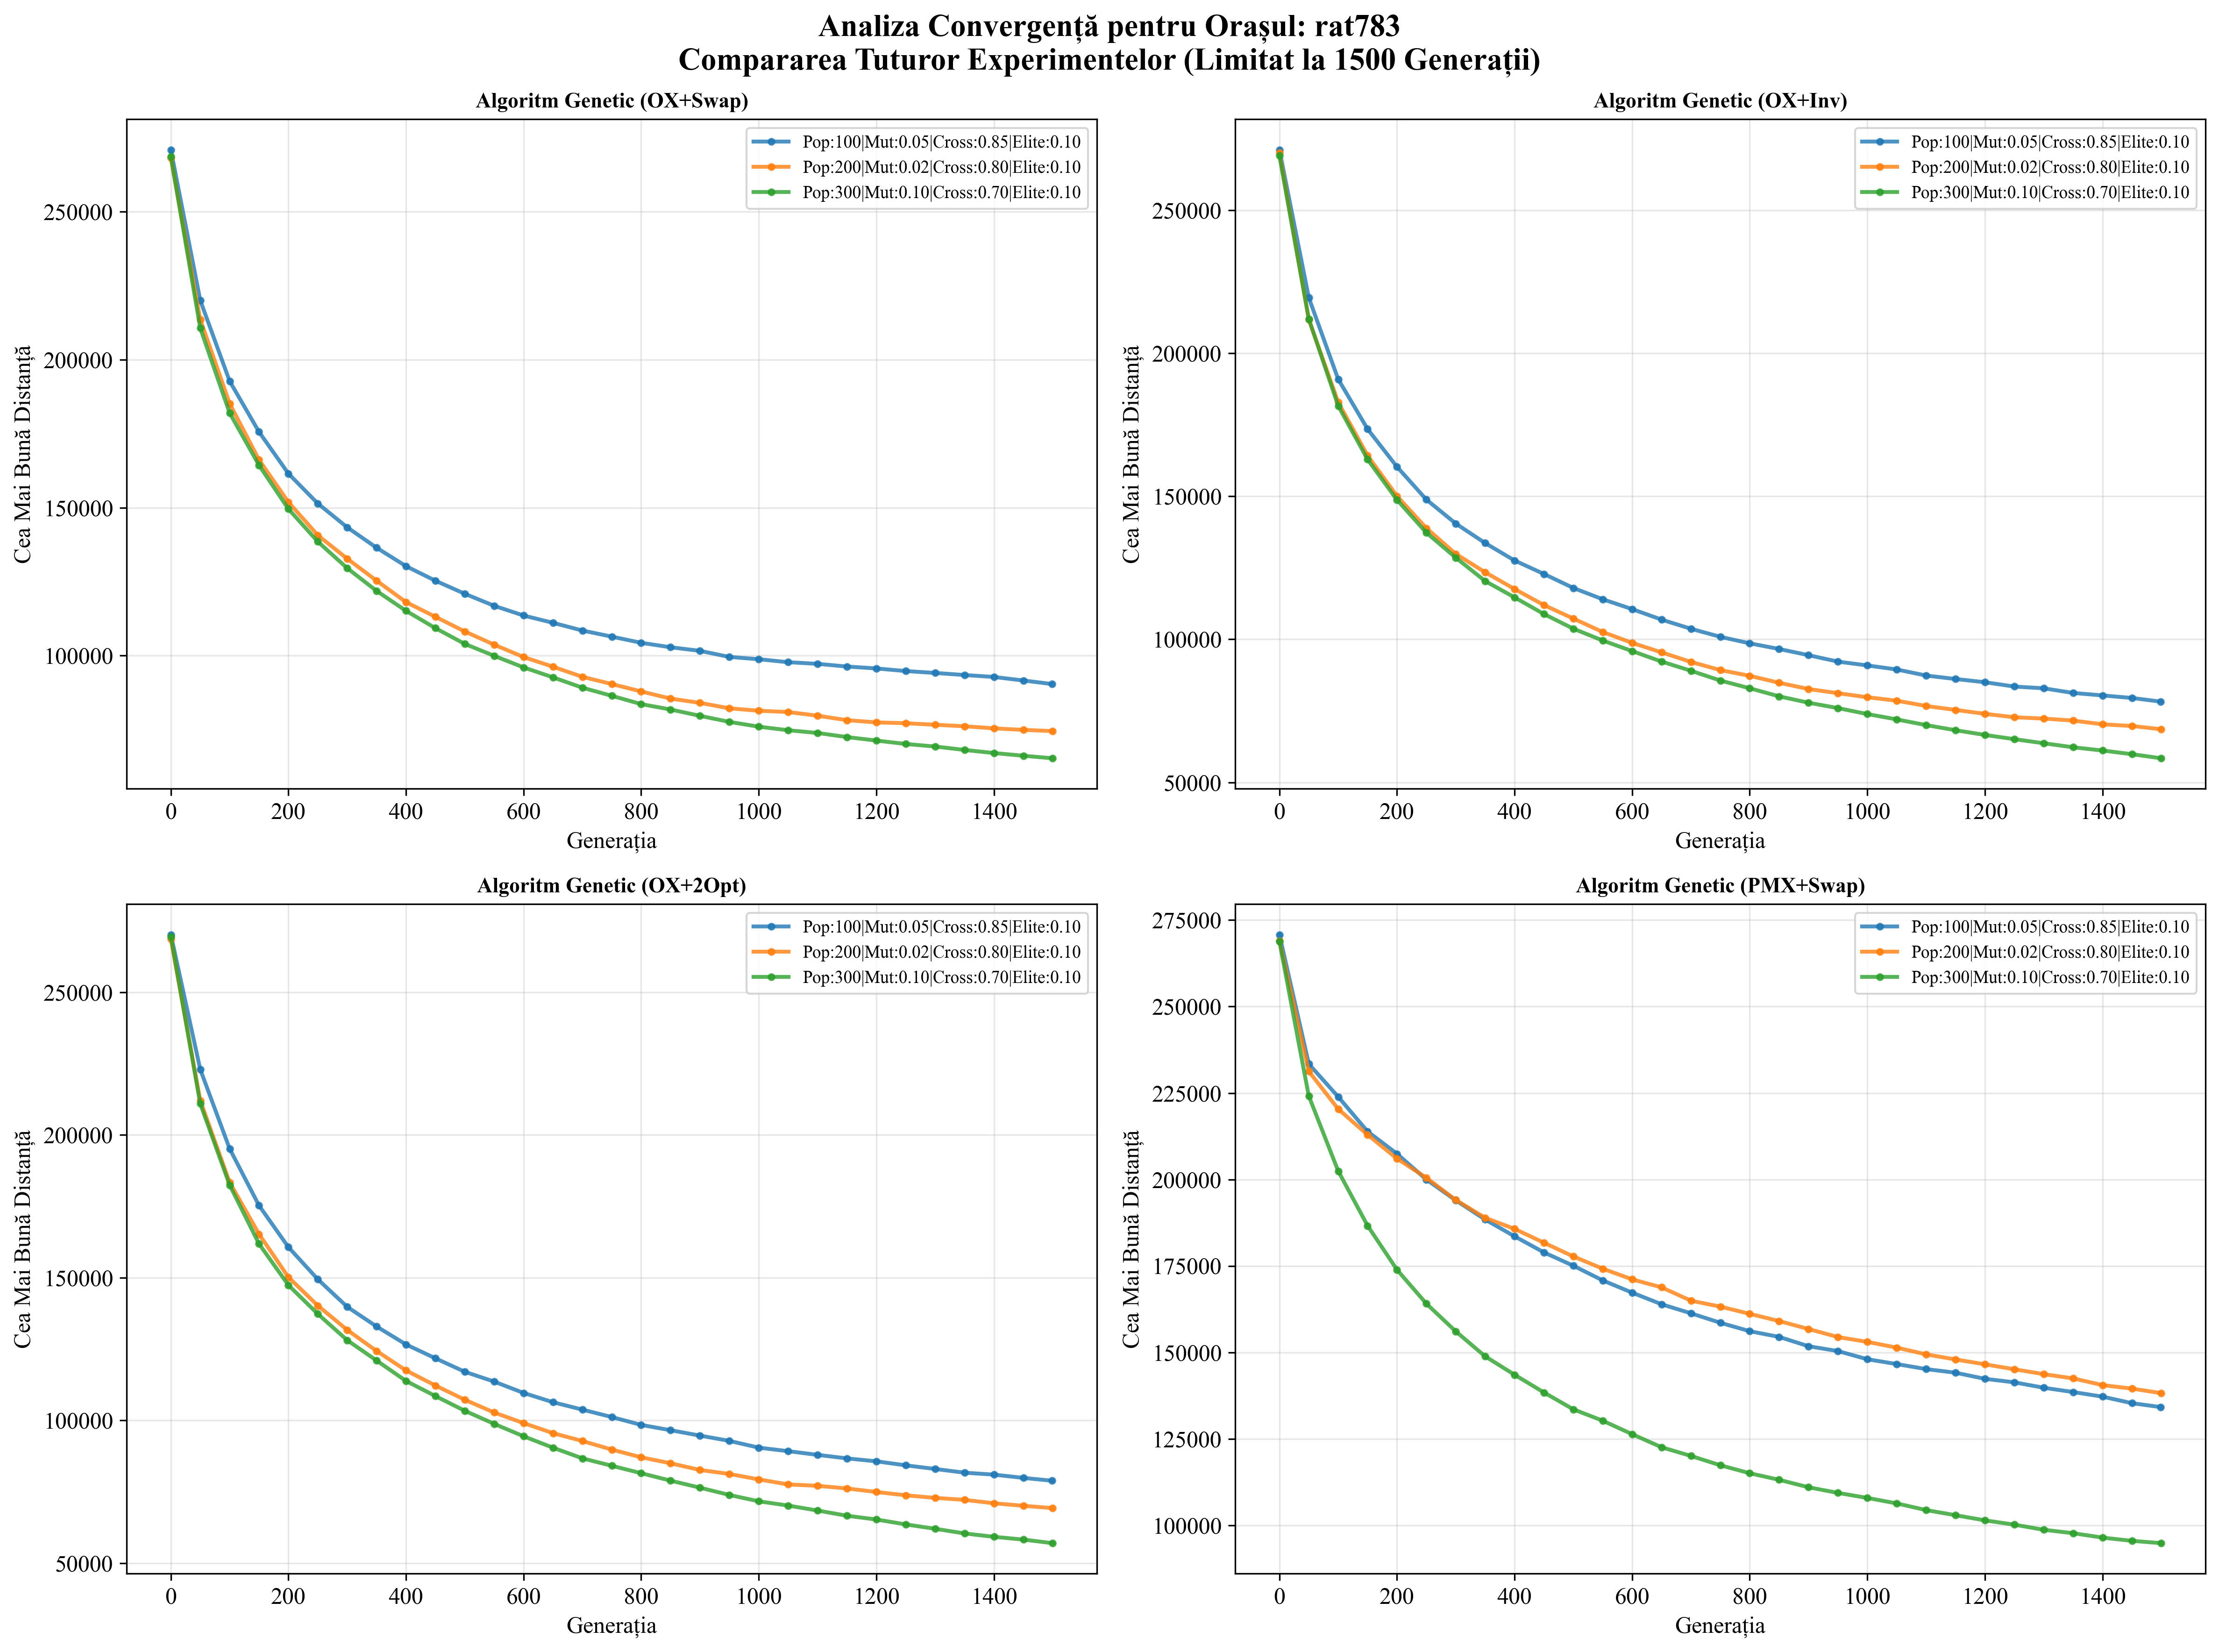 Analiza Convergență pentru Orașul: rat783
Compararea Tuturor Experimentelor (Limitat la 1500 Generații)
Algoritm Genetic (OX+Swap)
Pop:100|Mut:0.05|Cross:0.85|Elite:0.10
Pop:200|Mut:0.02|Cross:0.80|Elite:0.10
Pop:300|Mut:0.10|Cross:0.70|Elite:0.10
Cea Mai Bună Distanță
250000
200000
150000
100000
0 200 400 600 800 1000 1200 1400
Generația
Algoritm Genetic (OX+Inv)
Pop:100|Mut:0.05|Cross:0.85|Elite:0.10
Pop:200|Mut:0.02|Cross:0.80|Elite:0.10
Pop:300|Mut:0.10|Cross:0.70|Elite:0.10
Cea Mai Bună Distanță
250000
200000
150000
100000
50000
0 200 400 600 800 1000 1200 1400
Generația
Algoritm Genetic (OX+2Opt)
Pop:100|Mut:0.05|Cross:0.85|Elite:0.10
Pop:200|Mut:0.02|Cross:0.80|Elite:0.10
Pop:300|Mut:0.10|Cross:0.70|Elite:0.10
Cea Mai Bună Distanță
250000
200000
150000
100000
50000
0 200 400 600 800 1000 1200 1400
Generația
Algoritm Genetic (PMX+Swap)
Pop:100|Mut:0.05|Cross:0.85|Elite:0.10
Pop:200|Mut:0.02|Cross:0.80|Elite:0.10
Pop:300|Mut:0.10|Cross:0.70|Elite:0.10
Cea Mai Bună Distanță
275000
250000
225000
200000
175000
150000
125000
100000
0 200 400 600 800 1000 1200 1400
Generația